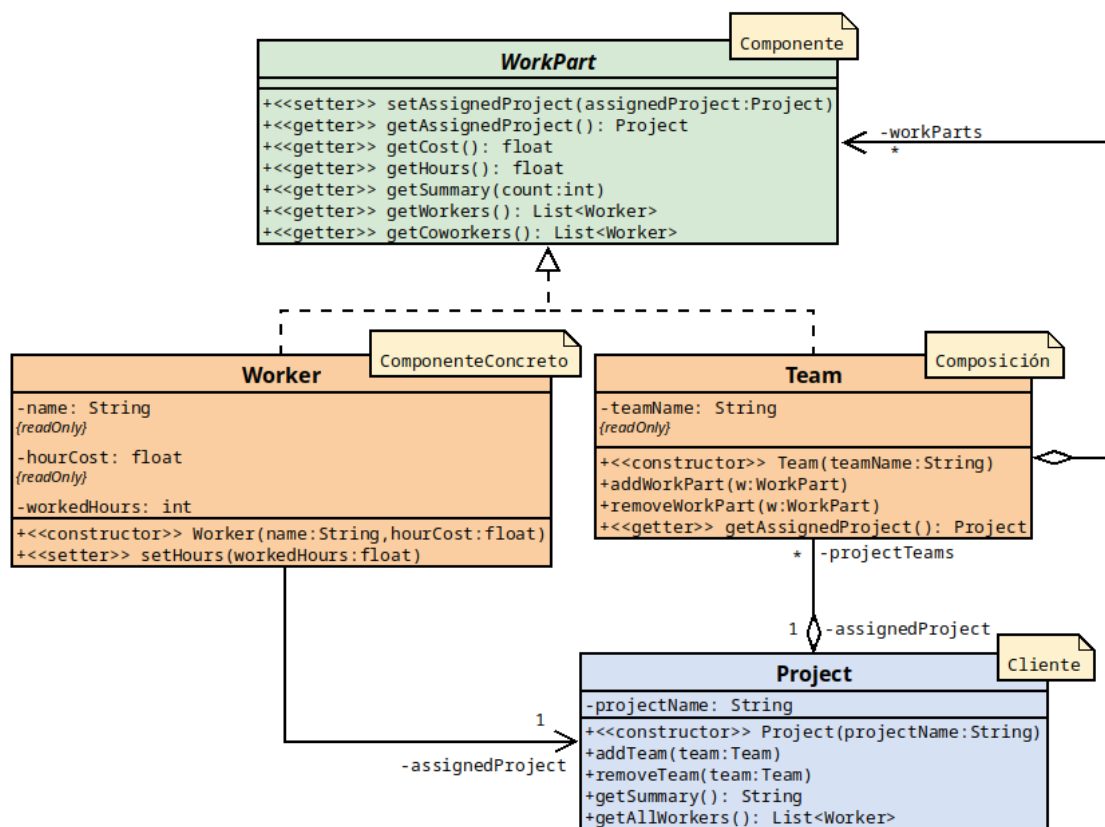 Componente
WorkPart
+<<setter>> setAssignedProject(assignedProject:Project)
+<<getter>> getAssignedProject(): Project
+<<getter>> getCost(): float
+<<getter>> getHours(): float
+<<getter>> getSummary(count:int)
+<<getter>> getWorkers(): List<Worker>
+<<getter>> getCoworkers(): List<Worker>
-workParts
*
ComponenteConcreto
Worker
-name: String
{readOnly}
-hourCost: float
{readOnly}
-workedHours: int
+<<constructor>> Worker(name:String,hourCost:float)
+<<setter>> setHours(workedHours:float)
Composición
Team
-teamName: String
{readOnly}
+<<constructor>> Team(teamName:String)
+addWorkPart(w:WorkPart)
+removeWorkPart(w:WorkPart)
+<<getter>> getAssignedProject(): Project
* -projectTeams
1 -assignedProject
1
-assignedProject
Cliente
Project
-projectName: String
+<<constructor>> Project(projectName:String)
+addTeam(team:Team)
+removeTeam(team:Team)
+getSummary(): String
+getAllWorkers(): List<Worker>